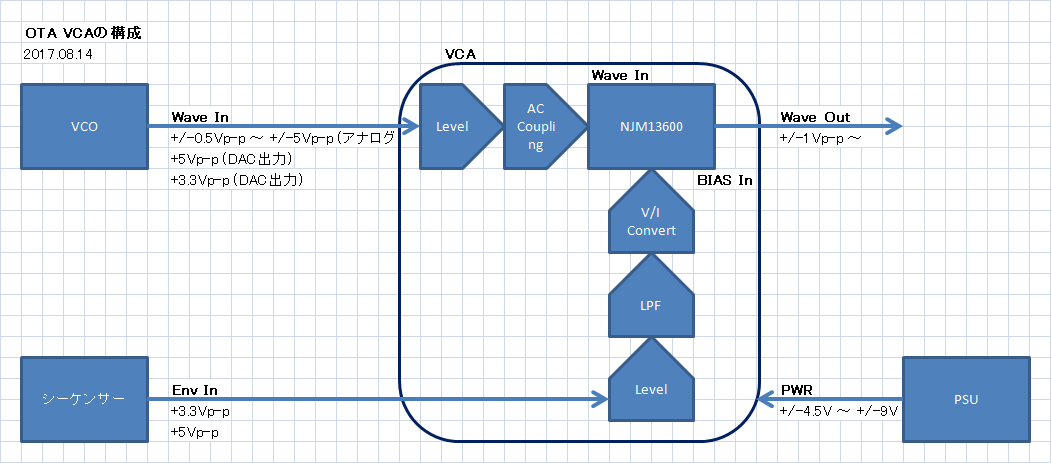 OTA VCAの構成
2017.08.14
VCA
VCO
Wave In
+/-0.5Vp-p ～ +/-5Vp-p (アナログ
+5Vp-p (DAC出力)
+3.3Vp-p (DAC出力)
Level
AC
Coupli
ng
Wave In
NJM13600
Wave Out
+/-1Vp-p ～
BIAS In
V/I
Convert
LPF
Level
シーケンサー
Env In
+3.3Vp-p
+5Vp-p
PWR
+/-4.5V ～ +/-9V
PSU